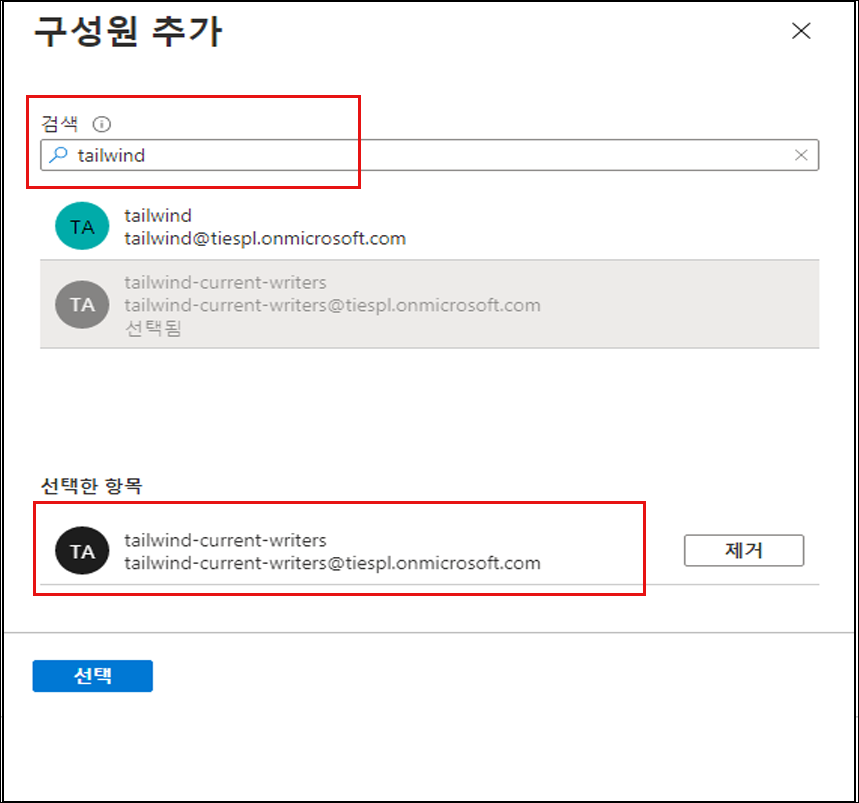 구성원 추가
검색
tailwind
TA
tailwind
tailwind@tiespl.onmicrosoft.com
TA
tailwind-current-writers
tailwind-current-writers@tiespl.onmicrosoft.com
선택됨
선택한 항목
TA
tailwind-current-writers
tailwind-current-writers@tiespl.onmicrosoft.com
제거
선택